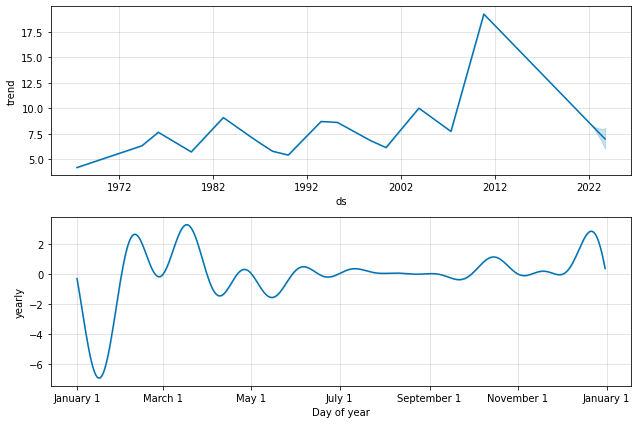 17.5
15.0
12.5
10.0
7.5
5.0
trend
1972 1982 1992 2002 2012 2022
ds
2
0
−2
−4
−6
yearly
January 1 March 1 May 1 July 1 September 1 November 1 January 1
Day of year